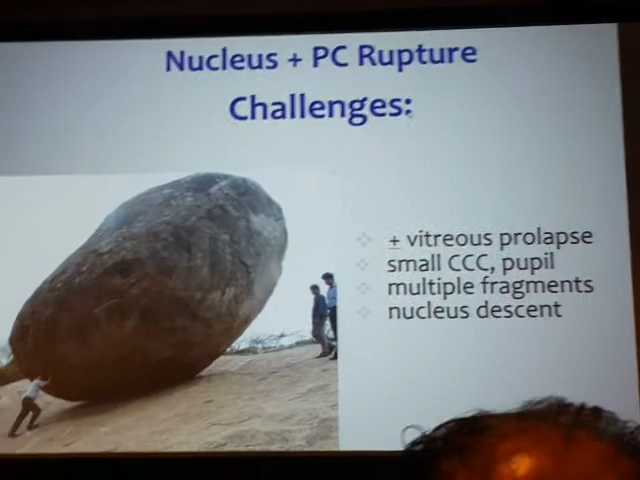 Nucleus + PC Rupture
Challenges:
± vitreous prolapse
small CCC, pupil
multiple fragments
nucleus descent